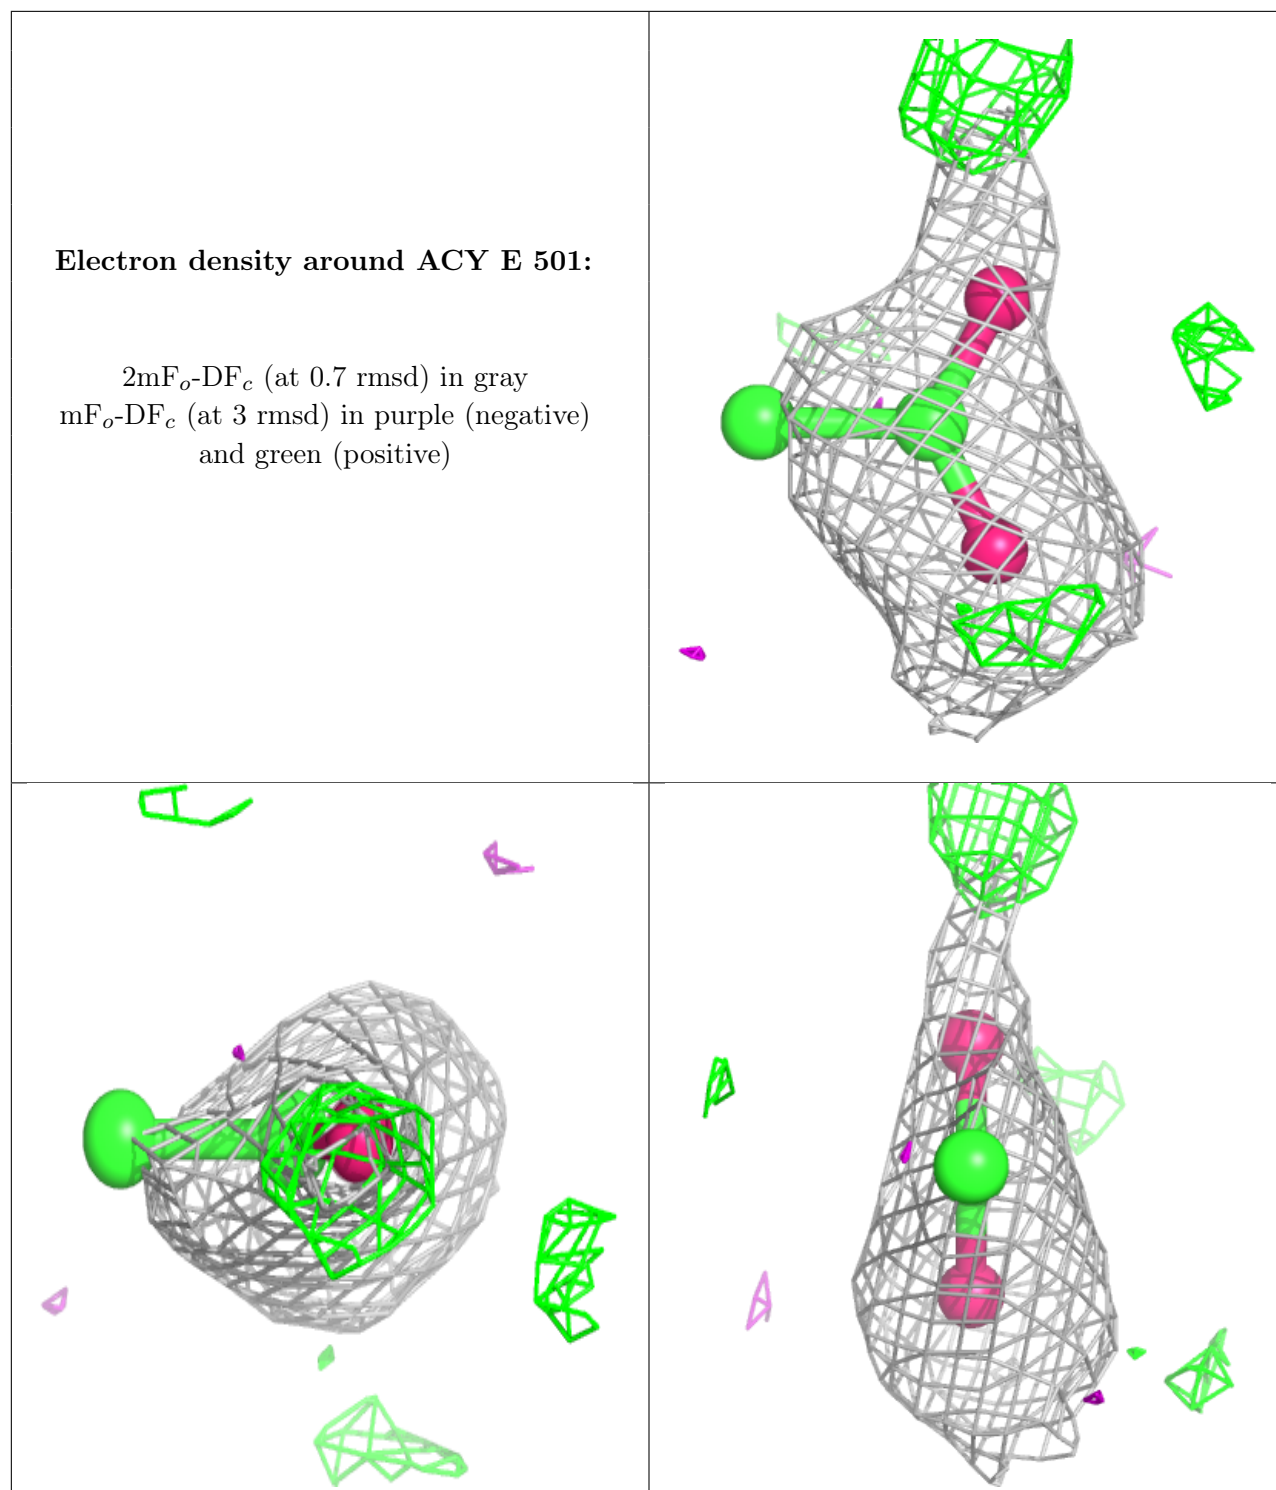 Electron density around ACY E 501:
2mFo-DFc (at 0.7 rmsd) in gray
mFo-DFc (at 3 rmsd) in purple (negative)
and green (positive)